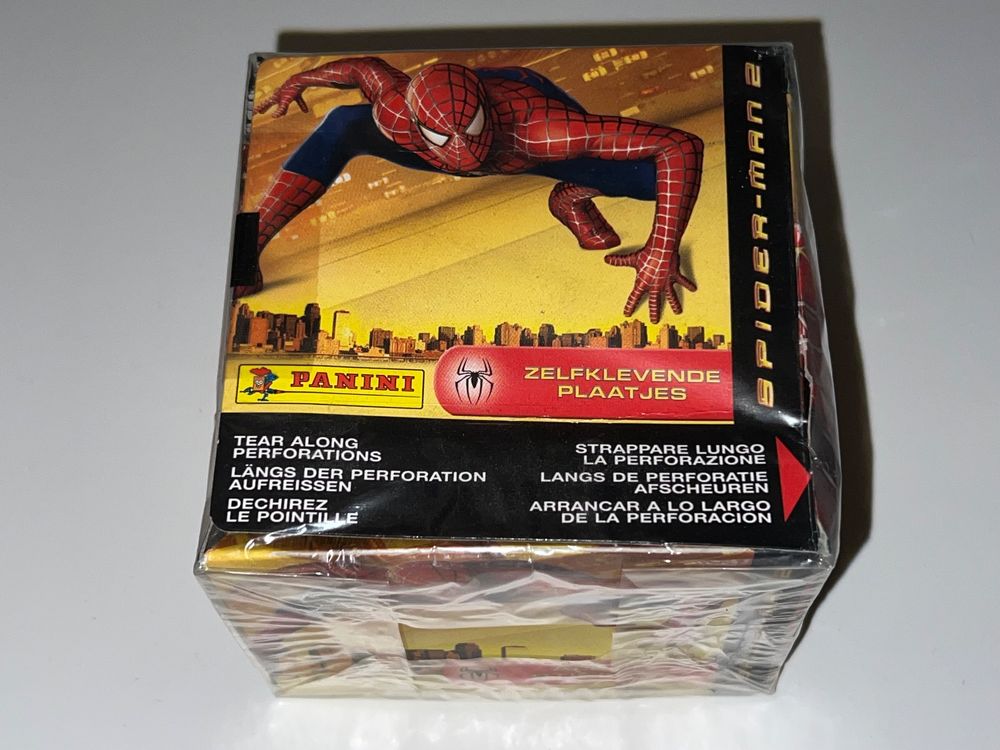 SPIDER-MAN 2
PANINI
ZELFKLEVENDE
PLAATJES
TEAR ALONG
PERFORATIONS
LÄNGS DER PERFORATION
AUFREISSEN
DECHIREZ
LE POINTILLE
STRAPPARE LUNGO
LA PERFORAZIONE
LANGS DE PERFORATIE
AFSCHEUREN
ARRANCAR A LO LARGO
DE LA PERFORACION